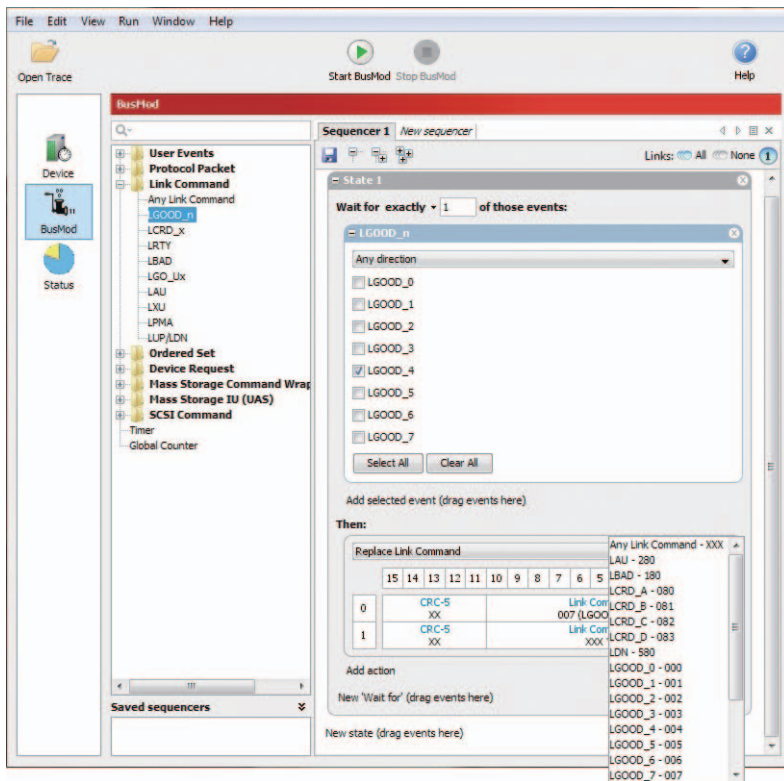 File Edit View Run Window Help
Open Trace
Start BusMod Stop BusMod
Help
BusMod
Device
BusMod
Status
User Events
Protocol Packet
Link Command
Any Link Command
LGOOD_n
LCRD_x
LRTY
LBAD
LGO_Ux
LAU
LXU
LPMA
LUP/LDN
Ordered Set
Device Request
Mass Storage Command Wrap
Mass Storage IU (UAS)
SCSI Command
Timer
Global Counter
Saved sequencers
Sequencer 1 New sequencer
Links: All None 1
State 1
Wait for exactly 1 of those events:
LGOOD_n
Any direction
LGOOD_0
LGOOD_1
LGOOD_2
LGOOD_3
LGOOD_4
LGOOD_5
LGOOD_6
LGOOD_7
Select All Clear All
Add selected event (drag events here)
Then:
Replace Link Command
15 14 13 12 11 10 9 8 7 6 5
0 CRC-5 Link Com
XX 007 (LGOO
1 CRC-5 Link Com
XX XXX
Add action
New 'Wait for' (drag events here)
New state (drag events here)
Any Link Command - XXX
LAU - 280
LBAD - 180
LCRD_A - 080
LCRD_B - 081
LCRD_C - 082
LCRD_D - 083
LDN - 580
LGOOD_0 - 000
LGOOD_1 - 001
LGOOD_2 - 002
LGOOD_3 - 003
LGOOD_4 - 004
LGOOD_5 - 005
LGOOD_6 - 006
LGOOD_7 - 007